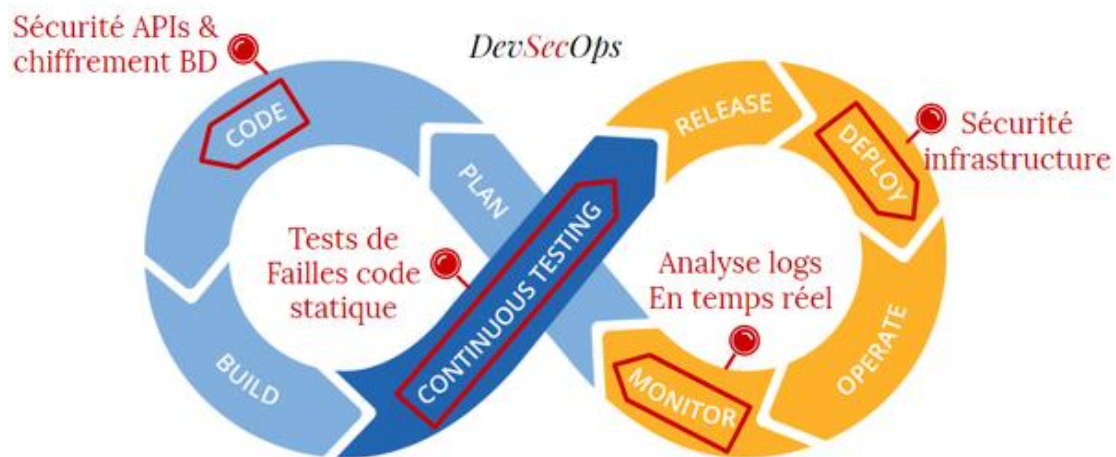 Sécurité APIs &
chiffrement BD
DevSecOps
CODE
PLAN
RELEASE
DEPLOY
Sécurité
infrastructure
Tests de
Failles code
statique
CONTINUOUS TESTING
Analyse logs
En temps réel
BUILD
MONITOR
OPERATE